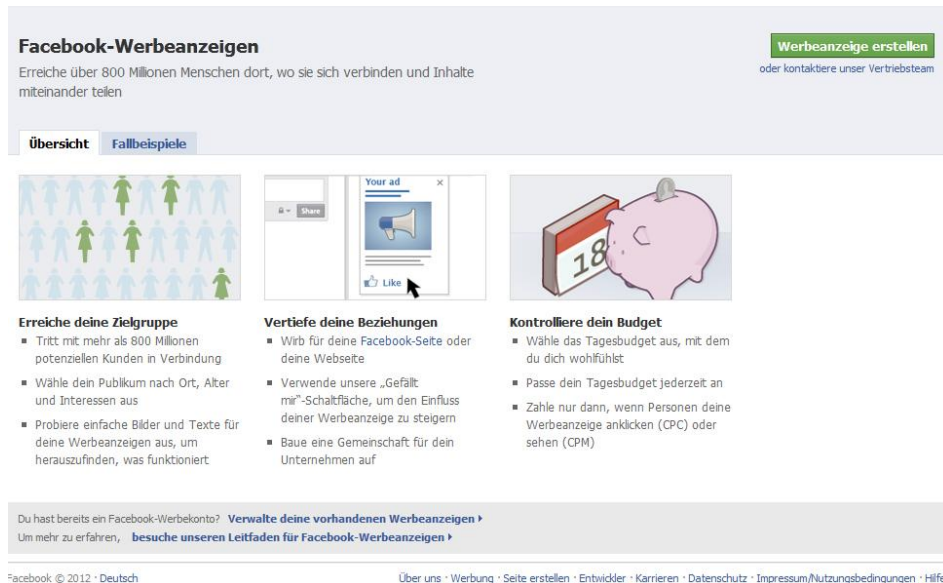 Facebook-Werbeanzeigen
Erreiche über 800 Millionen Menschen dort, wo sie sich verbinden und Inhalte
miteinander teilen
Werbeanzeige erstellen
oder kontaktiere unser Vertriebsteam
Übersicht
Fallbeispiele
Share
Your ad
Like
18
Erreiche deine Zielgruppe
Tritt mit mehr als 800 Millionen
potenziellen Kunden in Verbindung
Wähle dein Publikum nach Ort, Alter
und Interessen aus
Probiere einfache Bilder und Texte für
deine Werbeanzeigen aus, um
herauszufinden, was funktioniert
Vertiefe deine Beziehungen
Wirb für deine Facebook-Seite oder
deine Webseite
Verwende unsere „Gefällt
mir"-Schaltfläche, um den Einfluss
deiner Werbeanzeige zu steigern
Baue eine Gemeinschaft für dein
Unternehmen auf
Kontrolliere dein Budget
Wähle das Tagesbudget aus, mit dem
du dich wohlfühlst
Passe dein Tagesbudget jederzeit an
Zahle nur dann, wenn Personen deine
Werbeanzeige anklicken (CPC) oder
sehen (CPM)
Du hast bereits ein Facebook-Werbekonto? Verwalte deine vorhandenen Werbeanzeigen
Um mehr zu erfahren, besuche unseren Leitfaden für Facebook-Werbeanzeigen
Facebook © 2012 · Deutsch
Über uns · Werbung · Seite erstellen · Entwickler · Karrieren · Datenschutz · Impressum/Nutzungsbedingungen · Hilfe